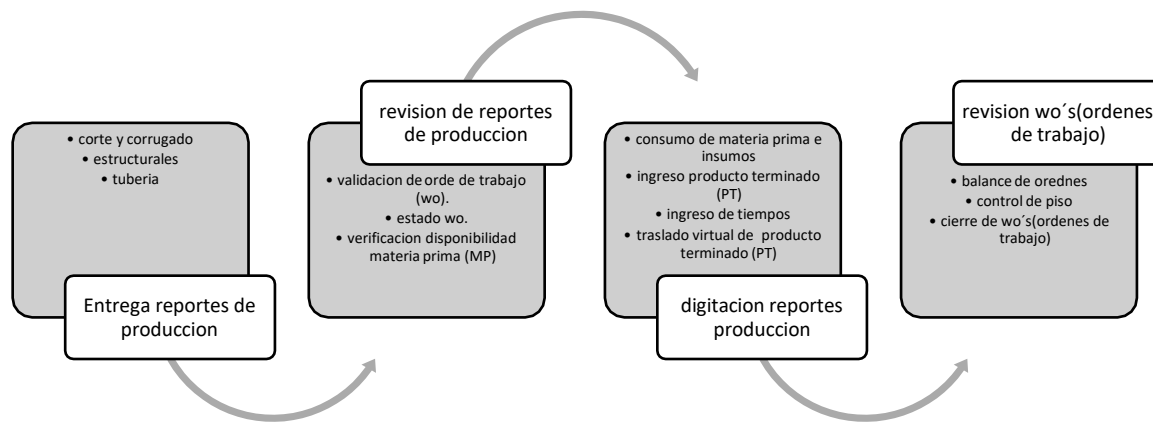 • corte y corrugado
• estructurales
• tuberia
Entrega reportes de
produccion
revision de reportes
de produccion
• validacion de orde de trabajo
(wo).
• estado wo.
• verificacion disponibilidad
materia prima (MP)
• consumo de materia prima e
insumos
• ingreso producto terminado
(PT)
• ingreso de tiempos
• traslado virtual de producto
terminado (PT)
digitacion reportes
produccion
revision wo´s(ordenes
de trabajo)
• balance de orednes
• control de piso
• cierre de wo´s(ordenes de
trabajo)